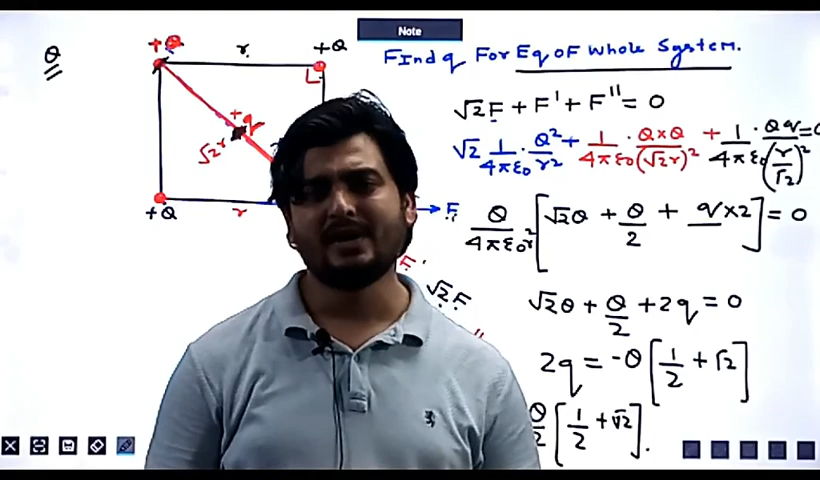 Note
Q
+Q
r
+Q
FInd q For Eq OF Whole System.
√2F + F' + F'' = 0
+q
√2 1/4πε0 · Q²/r² + 1/4πε0 · Q×Q/(√2r)² + 1/4πε0 · Qq/(r/√2)² = 0
√2r
+Q
r
F
Q/4πε0r² [√2Q + Q/2 + q×2] = 0
F'
√2F
√2Q + Q/2 + 2q = 0
2q = -Q [1/2 + √2]
Q/2 [1/2 + √2].